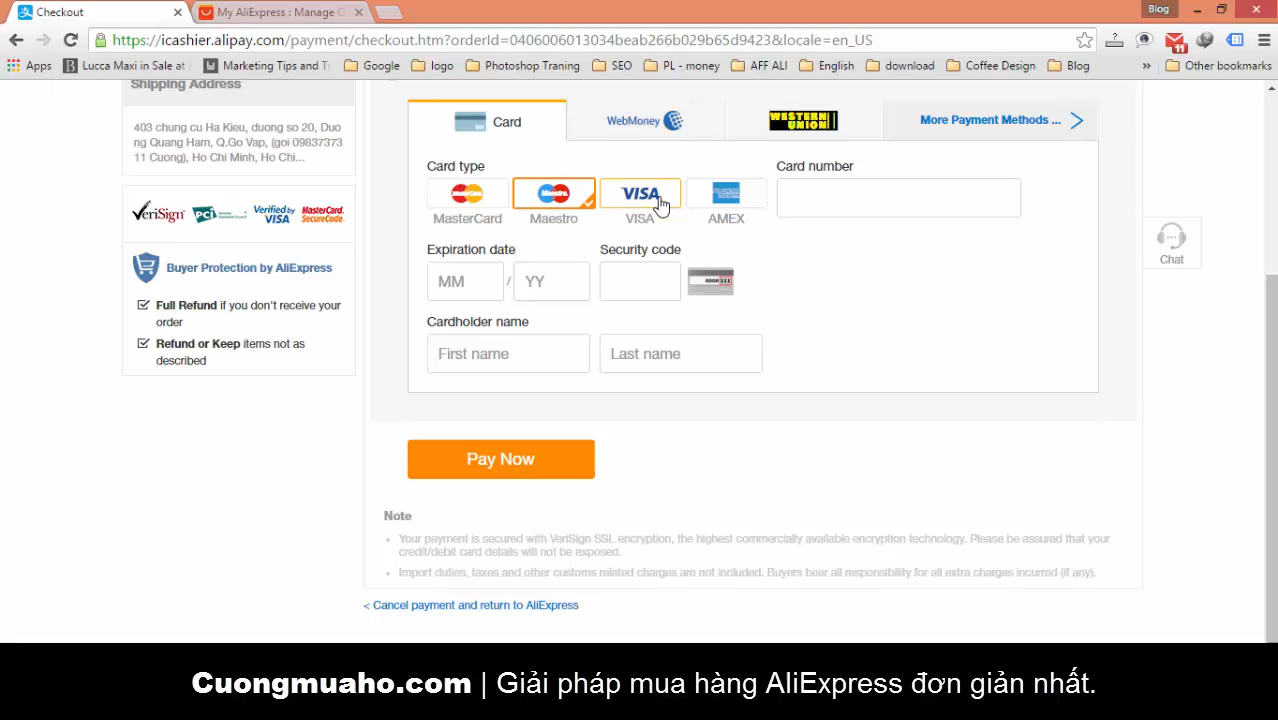 Checkout
My AliExpress : Manage O
Blog
https://icashier.alipay.com/payment/checkout.htm?orderId=0406006013034beab266b029b65d9423&locale=en_US
11
Apps
Lucca Maxi in Sale at
Marketing Tips and T
Google
logo
Photoshop Traning
SEO
PL - money
AFF ALI
English
download
Coffee Design
Blog
Other bookmarks
Shipping Address
403 chung cu Ha Kieu, duong so 20, Duo
ng Quang Ham, Q.Go Vap, (goi 09837373
11 Cuong), Ho Chi Minh, Ho Chi...
VeriSign
PCI
Verified by VISA
MasterCard. SecureCode.
Buyer Protection by AliExpress
Full Refund if you don't receive your
order
Refund or Keep items not as
described
Card
WebMoney
WESTERN UNION
More Payment Methods ...
Card type
Card number
MasterCard
Maestro
VISA
MasterCard
Maestro
VISA
AMEX
Expiration date
Security code
MM
/
YY
Cardholder name
First name
Last name
Chat
Pay Now
Note
Your payment is secured with VeriSign SSL encryption, the highest commercially available encryption technology. Please be assured that your
credit/debit card details will not be exposed.
Import duties, taxes and other customs related charges are not included. Buyers bear all responsibility for all extra charges incurred (if any).
< Cancel payment and return to AliExpress
Cuongmuaho.com | Giải pháp mua hàng AliExpress đơn giản nhất.